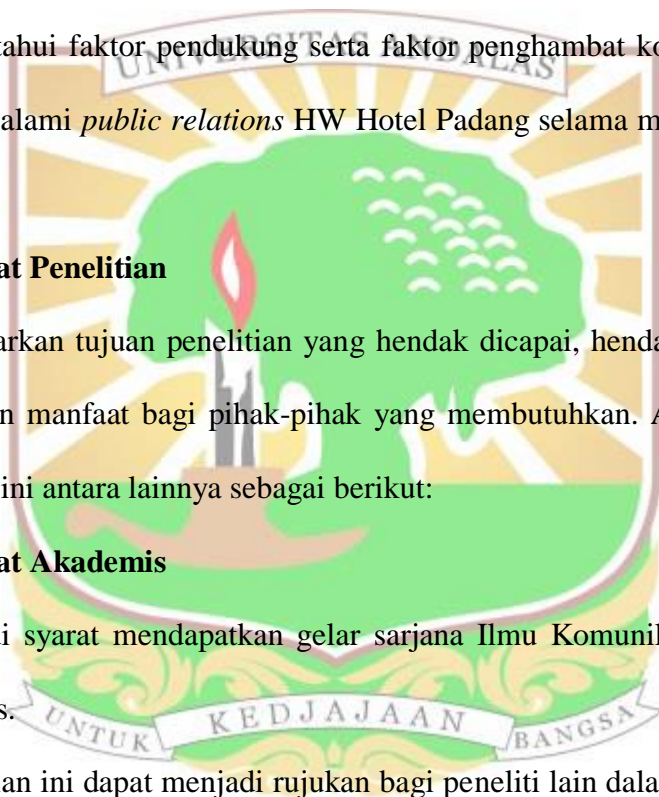 tahui faktor pendukung serta faktor penghambat ko
UNIVERSITAS ANDALAS
alami public relations HW Hotel Padang selama m
at Penelitian
arkan tujuan penelitian yang hendak dicapai, henda
n manfaat bagi pihak-pihak yang membutuhkan. A
ini antara lainnya sebagai berikut:
at Akademis
i syarat mendapatkan gelar sarjana Ilmu Komunil
s.
UNTUK KEDJAJAAN BANGSA
an ini dapat menjadi rujukan bagi peneliti lain dala